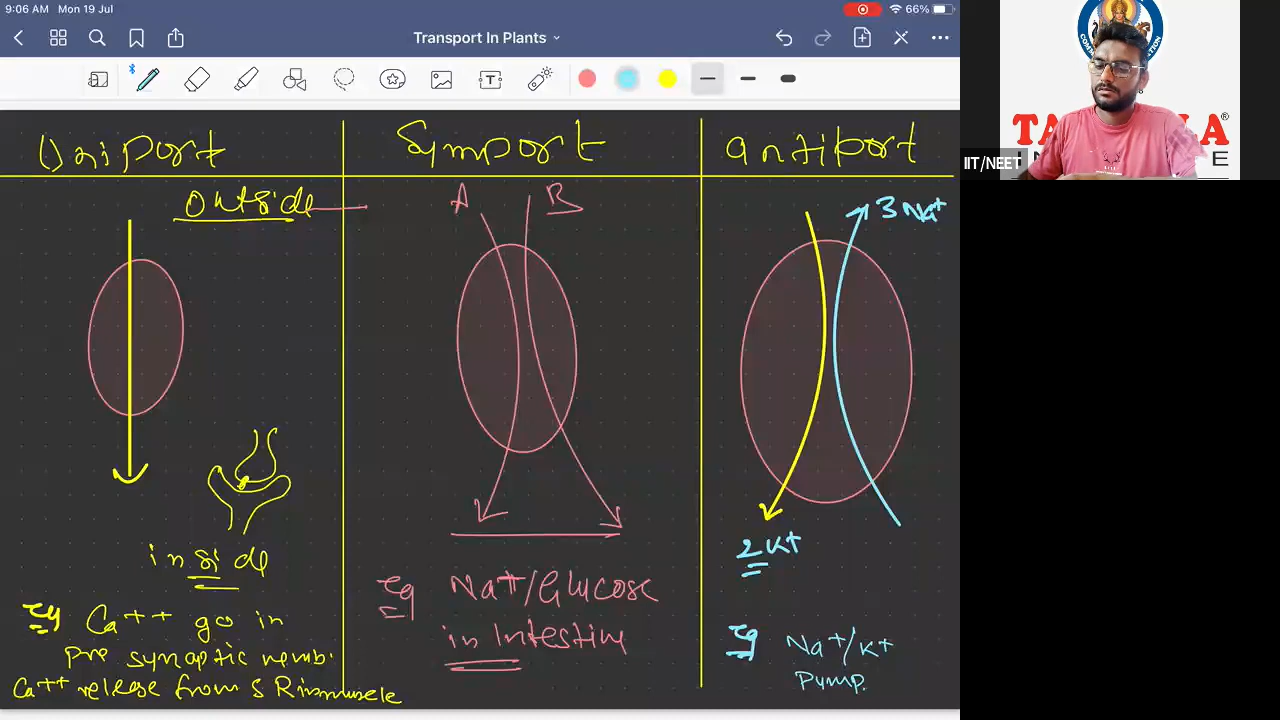 9:06 AM Mon 19 Jul
66%
Transport In Plants
Uniport
Symport
antiport
IIT/NEET
outside
A B
3 Na+
inside
2K+
Eg Ca++ go in
Pre synaptic memb.
Ca++ release from S R in muscle
Eg Na+/Glucose
in Intestine
Eg Na+/K+
Pump.